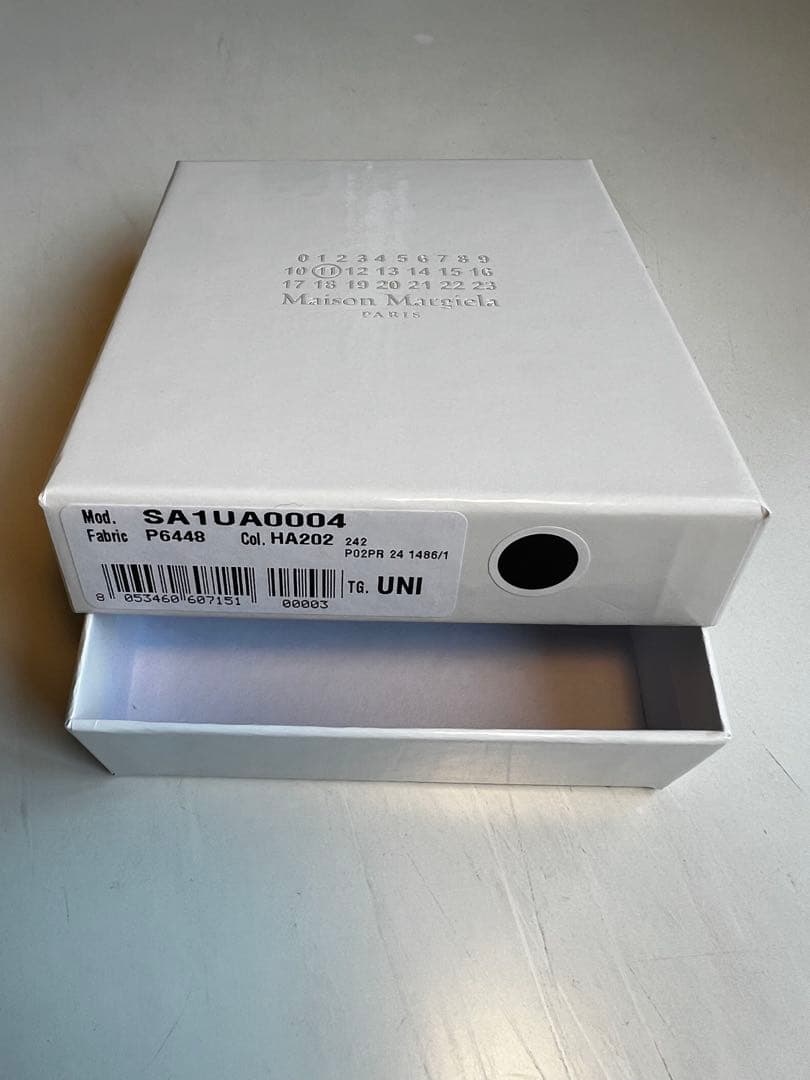 0 1 2 3 4 5 6 7 8 9
10 11 12 13 14 15 16
17 18 19 20 21 22 23
Maison Margiela
PARIS
Mod. SA1UA0004
Fabric P6448 Col. HA202 242
P02PR 24 1486/1
8 053460 607151 00003 TG. UNI